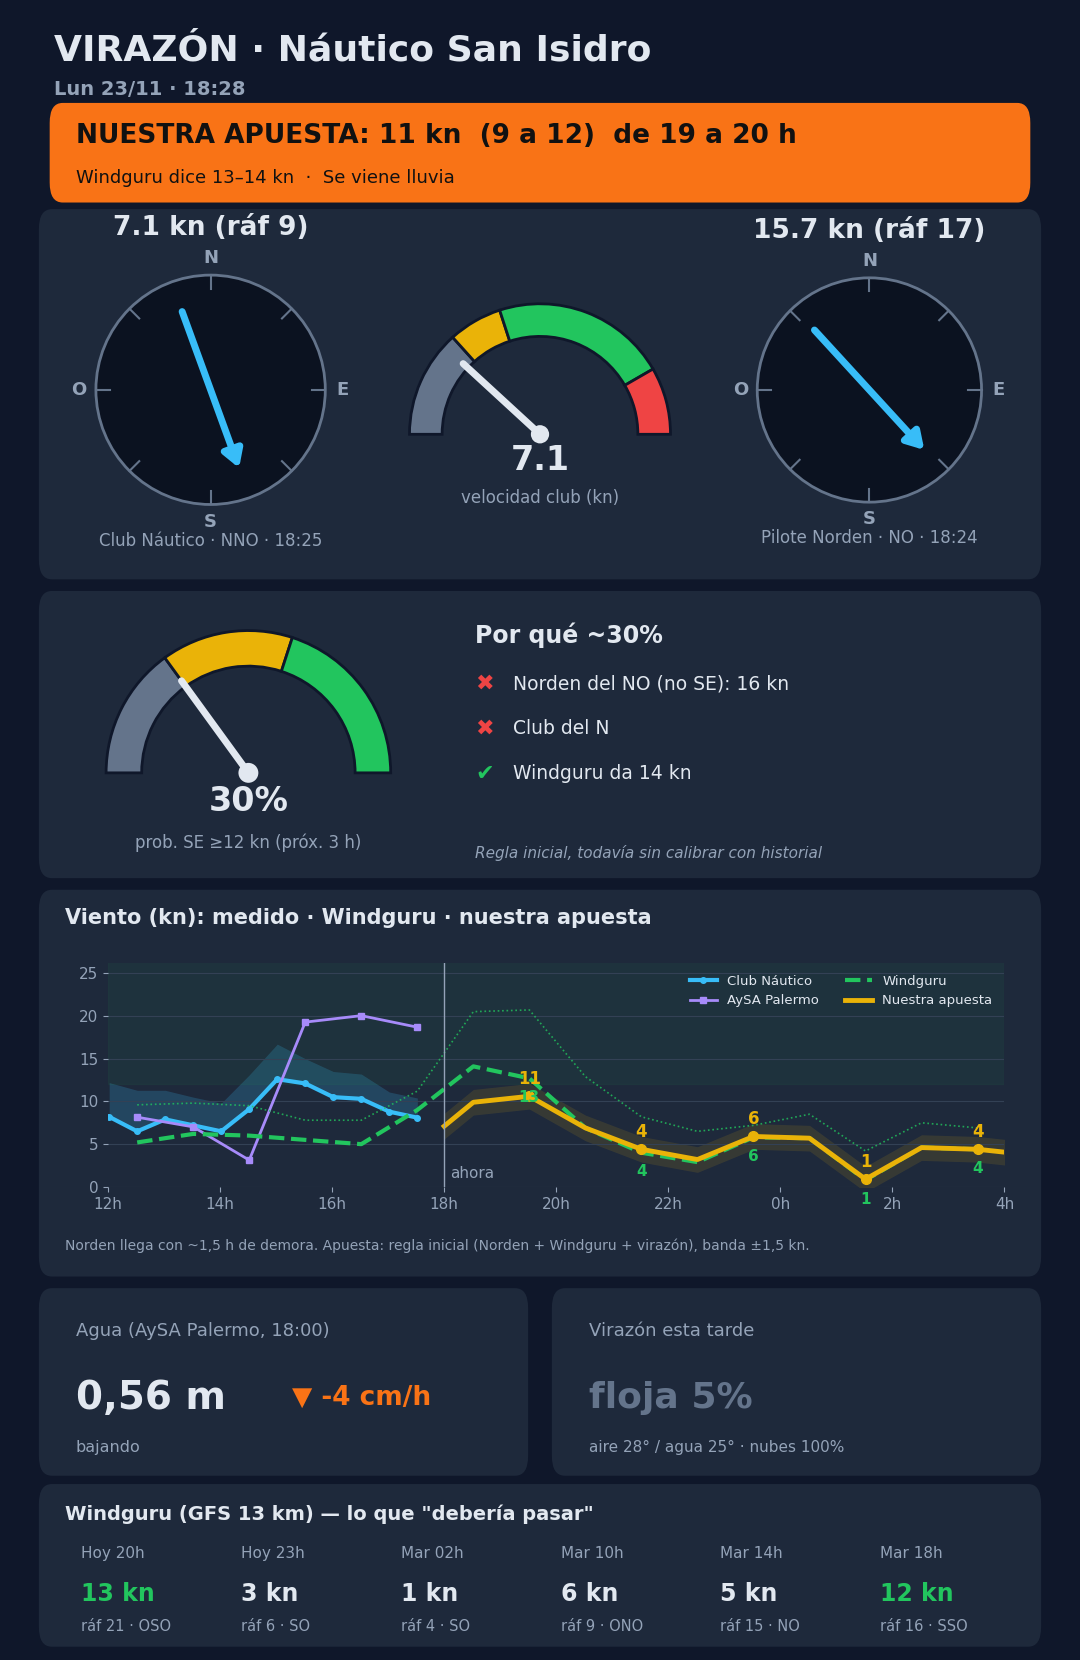 VIRAZÓN · Náutico San Isidro
Lun 23/11 · 18:28
NUESTRA APUESTA: 11 kn (9 a 12) de 19 a 20 h
Windguru dice 13–14 kn · Se viene lluvia
7.1 kn (ráf 9)
N
O
E
S
Club Náutico · NNO · 18:25
7.1
velocidad club (kn)
15.7 kn (ráf 17)
N
O
E
S
Pilote Norden · NO · 18:24
30%
prob. SE ≥12 kn (próx. 3 h)
Por qué ~30%
✖ Norden del NO (no SE): 16 kn
✖ Club del N
✔ Windguru da 14 kn
Regla inicial, todavía sin calibrar con historial
Viento (kn): medido · Windguru · nuestra apuesta
Club Náutico
AySA Palermo
Windguru
Nuestra apuesta
25
20
15
10
5
0
11
13
4
4
6
6
1
1
4
4
ahora
12h
14h
16h
18h
20h
22h
0h
2h
4h
Norden llega con ~1,5 h de demora. Apuesta: regla inicial (Norden + Windguru + virazón), banda ±1,5 kn.
Agua (AySA Palermo, 18:00)
0,56 m
▼ -4 cm/h
bajando
Virazón esta tarde
floja 5%
aire 28° / agua 25° · nubes 100%
Windguru (GFS 13 km) — lo que "debería pasar"
Hoy 20h
13 kn
ráf 21 · OSO
Hoy 23h
3 kn
ráf 6 · SO
Mar 02h
1 kn
ráf 4 · SO
Mar 10h
6 kn
ráf 9 · ONO
Mar 14h
5 kn
ráf 15 · NO
Mar 18h
12 kn
ráf 16 · SSO